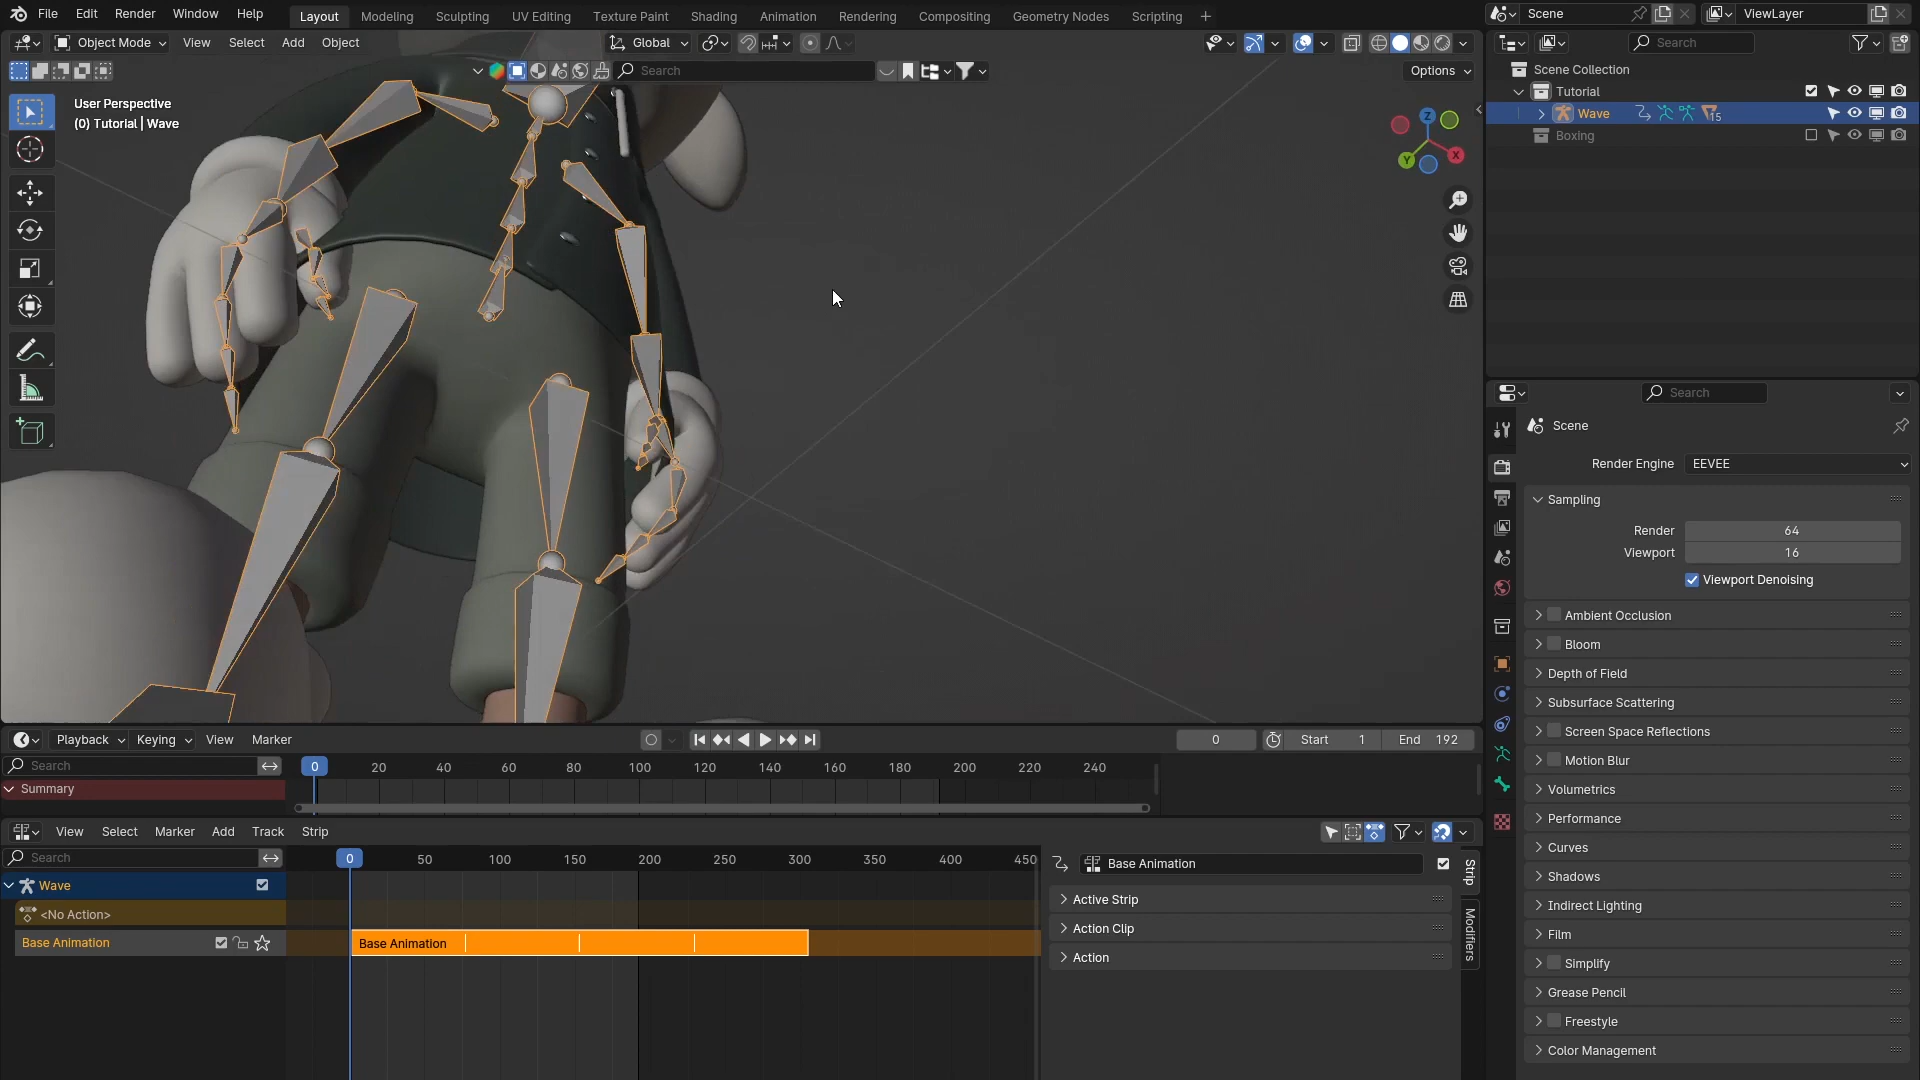 File Edit Render Window Help Layout Modeling Sculpting UV Editing Texture Paint Shading Animation Rendering Compositing Geometry Nodes Scripting + Scene ViewLayer
Object Mode View Select Add Object Global Search
Search Options
User Perspective
(0) Tutorial | Wave
Z
Y
X
Scene Collection
Tutorial
Wave 15
Boxing
Search
Scene
Render Engine EEVEE
Sampling
Render 64
Viewport 16
Viewport Denoising
Ambient Occlusion
Bloom
Depth of Field
Subsurface Scattering
Screen Space Reflections
Motion Blur
Volumetrics
Performance
Curves
Shadows
Indirect Lighting
Film
Simplify
Grease Pencil
Freestyle
Color Management
Playback Keying View Marker 0 Start 1 End 192
Search 0 20 40 60 80 100 120 140 160 180 200 220 240
Summary
View Select Marker Add Track Strip
Search 0 50 100 150 200 250 300 350 400 450
Wave
<No Action>
Base Animation Base Animation
Base Animation
Active Strip
Action Clip
Action
Strip
Modifiers